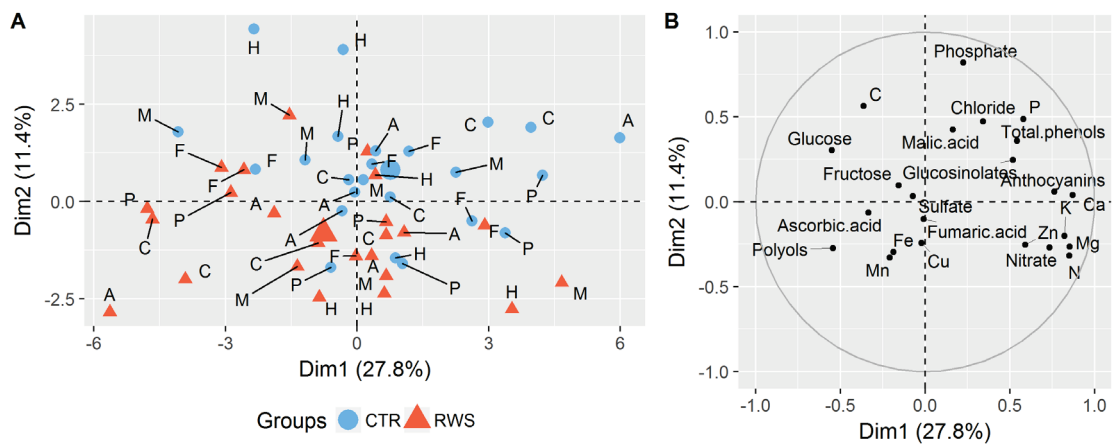 A
B
Dim2 (11.4%)
2.5
0.0
-2.5
-6
-3
0
3
6
Dim1 (27.8%)
H
H
M
M
M
H
A
C
C
A
P
F
F
F
F
C
M
H
M
P
P
P
A
A
C
F
P
C
A
P
C
C
F
C
A
H
M
P
M
P
A
H
H
H
M
Groups
CTR
RWS
Dim2 (11.4%)
1.0
0.5
0.0
-0.5
-1.0
-1.0
-0.5
0.0
0.5
1.0
Dim1 (27.8%)
Phosphate
C
Chloride
P
Malic.acid
Total.phenols
Glucose
Glucosinolates
Fructose
Anthocyanins
Sulfate
Ca
K
Ascorbic.acid
Fumaric.acid
Zn
Mg
Polyols
Fe
Nitrate
Mn
Cu
N